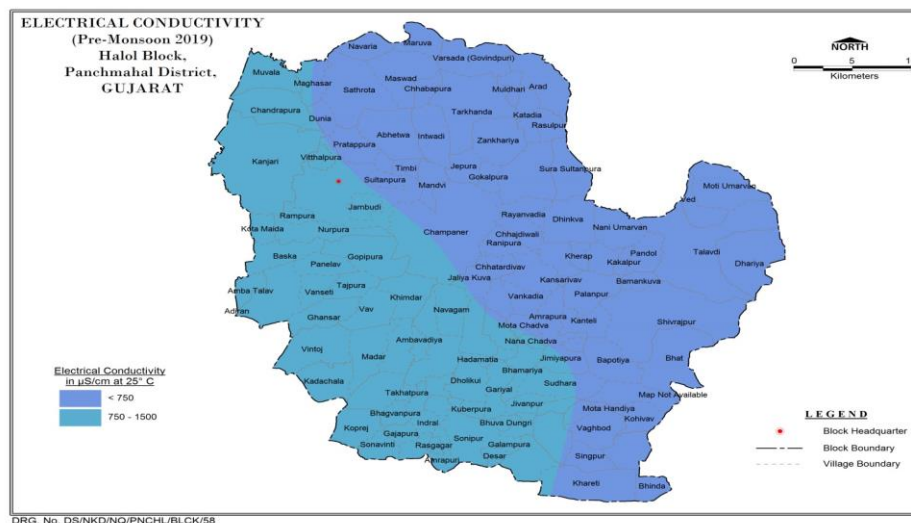 ELECTRICAL CONDUCTIVITY
(Pre-Monsoon 2019)
Halol Block,
Panchmahal District,
GUJARAT
NORTH
0 5 10
Kilometers
Maruva
Navaria
Varsada (Govindpuri)
Muvala
Maswad
Maghasar
Sathrota
Chhabapura
Muldhari
Arad
Chandrapura
Dunia
Tarkhanda
Katadia
Rasulpur
Abhetwa
Intwadi
Zankhariya
Pratappura
Kanjari
Vitthalpura
Timbi
Jepura
Sura Sultanpura
Sultanpura
Mandvi
Gokalpura
Moti Umarvan
Ved
Jambudi
Rampura
Rayanvadia
Dhinkva
Kota Maida
Nurpura
Champaner
Chhajdiwali
Nani Umarvan
Ranipura
Baska
Gopipura
Kherap
Pandol
Talavdi
Panelav
Kakalpur
Dhariya
Chhatardivav
Jaliya Kuva
Kansarivav
Bamankuva
Amba Talav
Vanseti
Tajpura
Khimdar
Vankadia
Palanpur
Vav
Navagam
Ghansar
Amrapura
Kanteli
Shivrajpur
Mota Chadva
Ambavadiya
Nana Chadva
Vintoj
Madar
Hadamatia
Jimiyapura
Bapotiya
Bhat
Bhamariya
Kadachala
Dholikui
Gariyal
Sudhara
Takhatpura
Map Not Available
Jivanpur
Bhagvanpura
Kuberpura
Mota Handiya
Kohivav
Koprej
Indral
Bhuva Dungri
Vaghbod
Gajapura
Sonipur
Sonavinti
Rasgagar
Galampura
Amrapuri
Desar
Singpur
Khareti
Bhinda
Electrical Conductivity
in µS/cm at 25° C
< 750
750 - 1500
LEGEND
Block Headquarter
Block Boundary
Village Boundary
DRG. No. DS/NKD/NQ/PNCHL/BLCK/58